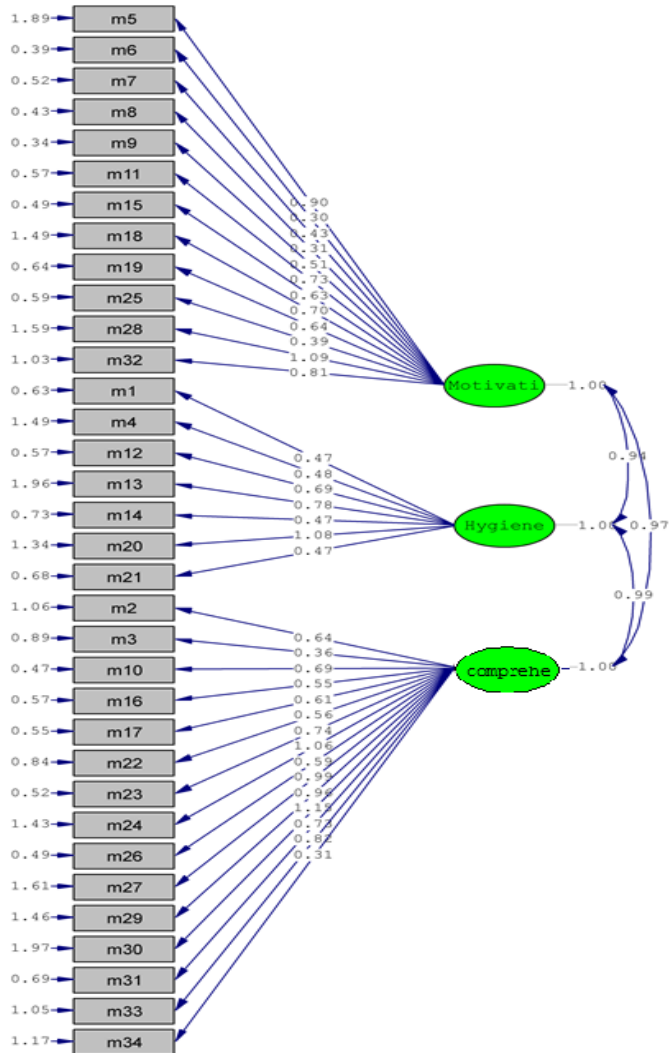 1.89 m5
0.39 m6
0.52 m7
0.43 m8
0.34 m9
0.57 m11
0.49 m15
1.49 m18
0.64 m19
0.59 m25
1.59 m28
1.03 m32
0.63 m1
1.49 m4
0.57 m12
1.96 m13
0.73 m14
1.34 m20
0.68 m21
1.06 m2
0.89 m3
0.47 m10
0.57 m16
0.55 m17
0.84 m22
0.52 m23
1.43 m24
0.49 m26
1.61 m27
1.46 m29
1.97 m30
0.69 m31
1.05 m33
1.17 m34
0.90
0.30
0.43
0.31
0.51
0.73
0.63
0.70
0.64
0.39
1.09
0.81
0.47
0.48
0.69
0.78
0.47
1.08
0.47
0.64
0.36
0.69
0.55
0.61
0.56
0.74
1.06
0.59
0.99
0.96
1.15
0.73
0.82
0.31
Motivati 1.00
Hygiene 1.00
comprehe 1.00
0.94
0.97
0.99